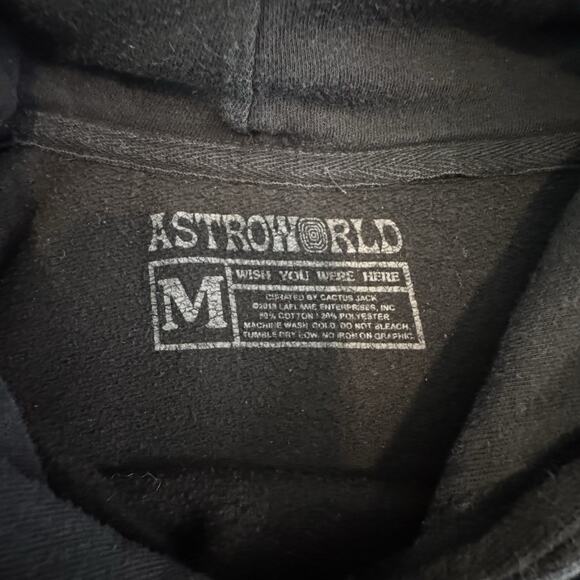 ASTROWORLD
M
WISH YOU WERE HERE
CURATED BY CACTUS JACK
©2018 LAFLAME ENTERPRISES, INC
80% COTTON / 20% POLYESTER
MACHINE WASH COLD. DO NOT BLEACH.
TUMBLE DRY LOW. NO IRON ON GRAPHIC.